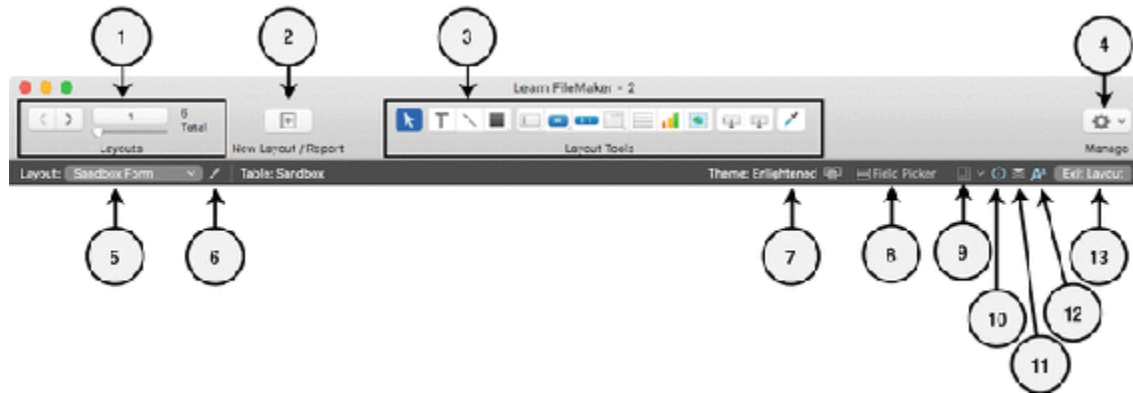 1 2 3 4
Learn FileMaker - 2
1 6
Total
Layouts New Layout / Report Layout Tools Manage
Layout: Sandbox Form Table: Sandbox Theme: Enlightened Field Picker Exit Layout
5 6 7 8 9 13
10 12
11